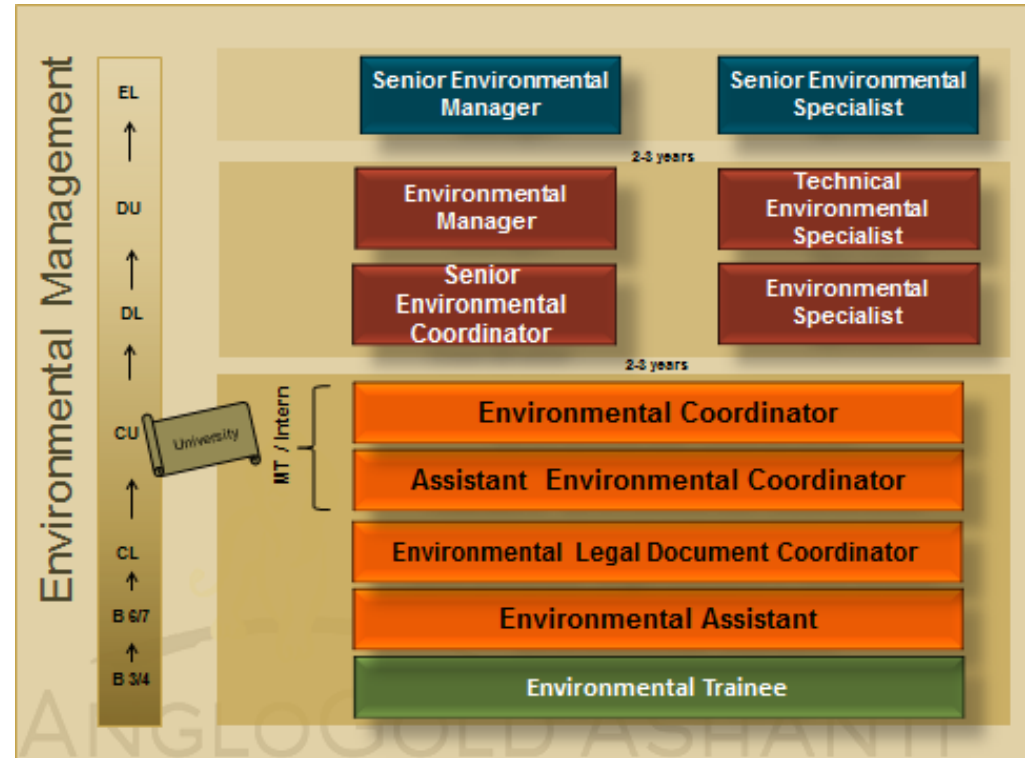 Environmental Management
EL
DU
DL
CU
CL
B 6/7
B 3/4
University
MT / Intern
Senior Environmental
Manager
Senior Environmental
Specialist
2-3 years
Environmental
Manager
Technical
Environmental
Specialist
Senior
Environmental
Coordinator
Environmental
Specialist
2-3 years
Environmental Coordinator
Assistant Environmental Coordinator
Environmental Legal Document Coordinator
Environmental Assistant
Environmental Trainee
ANGLOGOLD ASHANTI